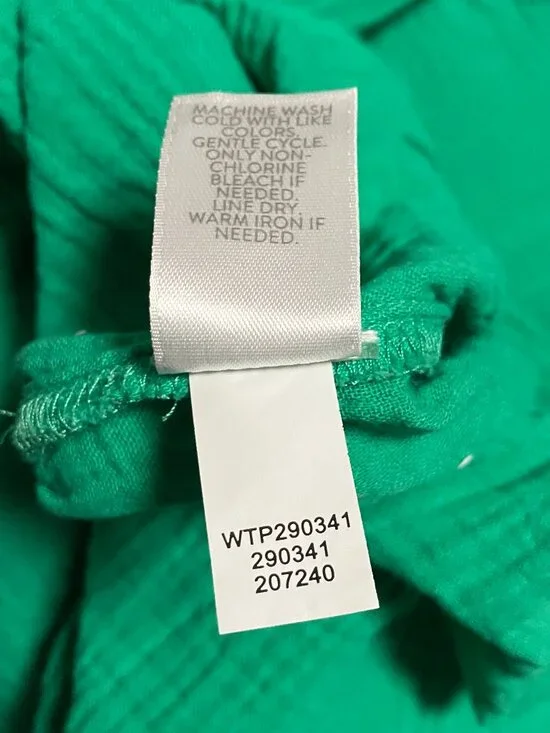 MACHINE WASH
COLD WITH LIKE
COLORS.
GENTLE CYCLE.
ONLY NON-
CHLORINE
BLEACH IF
NEEDED.
LINE DRY.
WARM IRON IF
NEEDED.
WTP290341
290341
207240